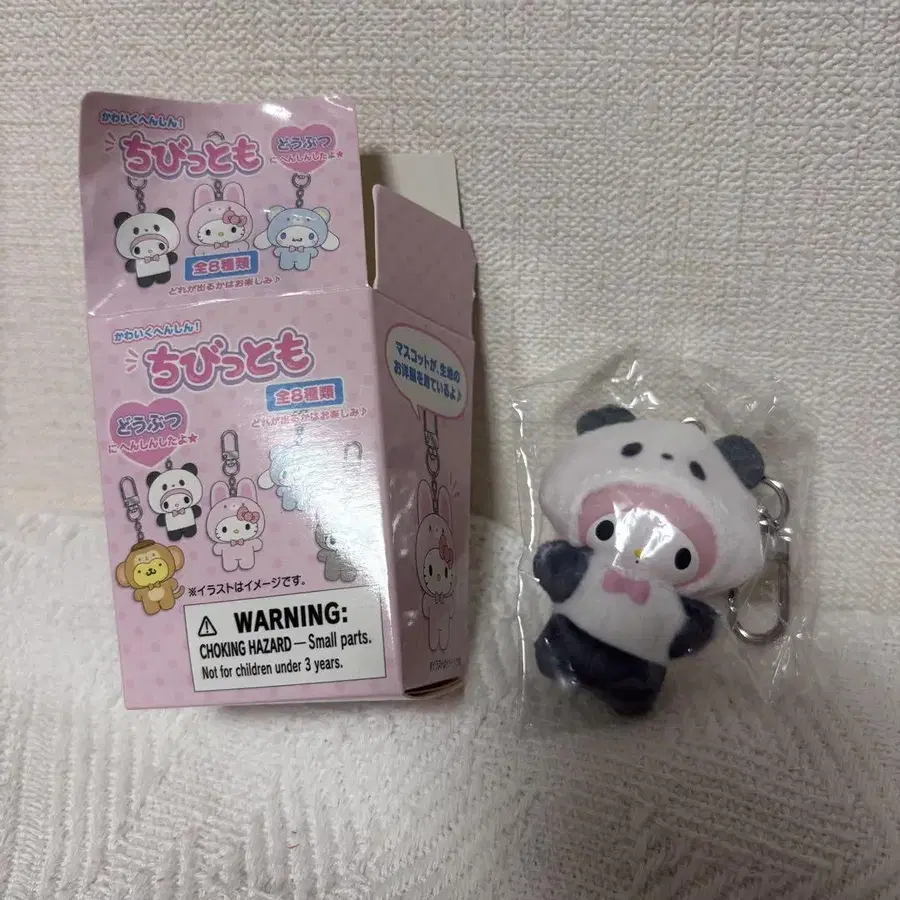 かわいくへんしん！
ちびっとも
どうぶつ
にへんしんしたよ★
全8種類
どれが出るかはお楽しみ♪
かわいくへんしん！
ちびっとも
全8種類
どれが出るかはお楽しみ♪
どうぶつ
にへんしんしたよ★
※イラストはイメージです。
⚠ WARNING:
CHOKING HAZARD — Small parts.
Not for children under 3 years.
マスコットが、生地の
お洋服を着ているよ♪